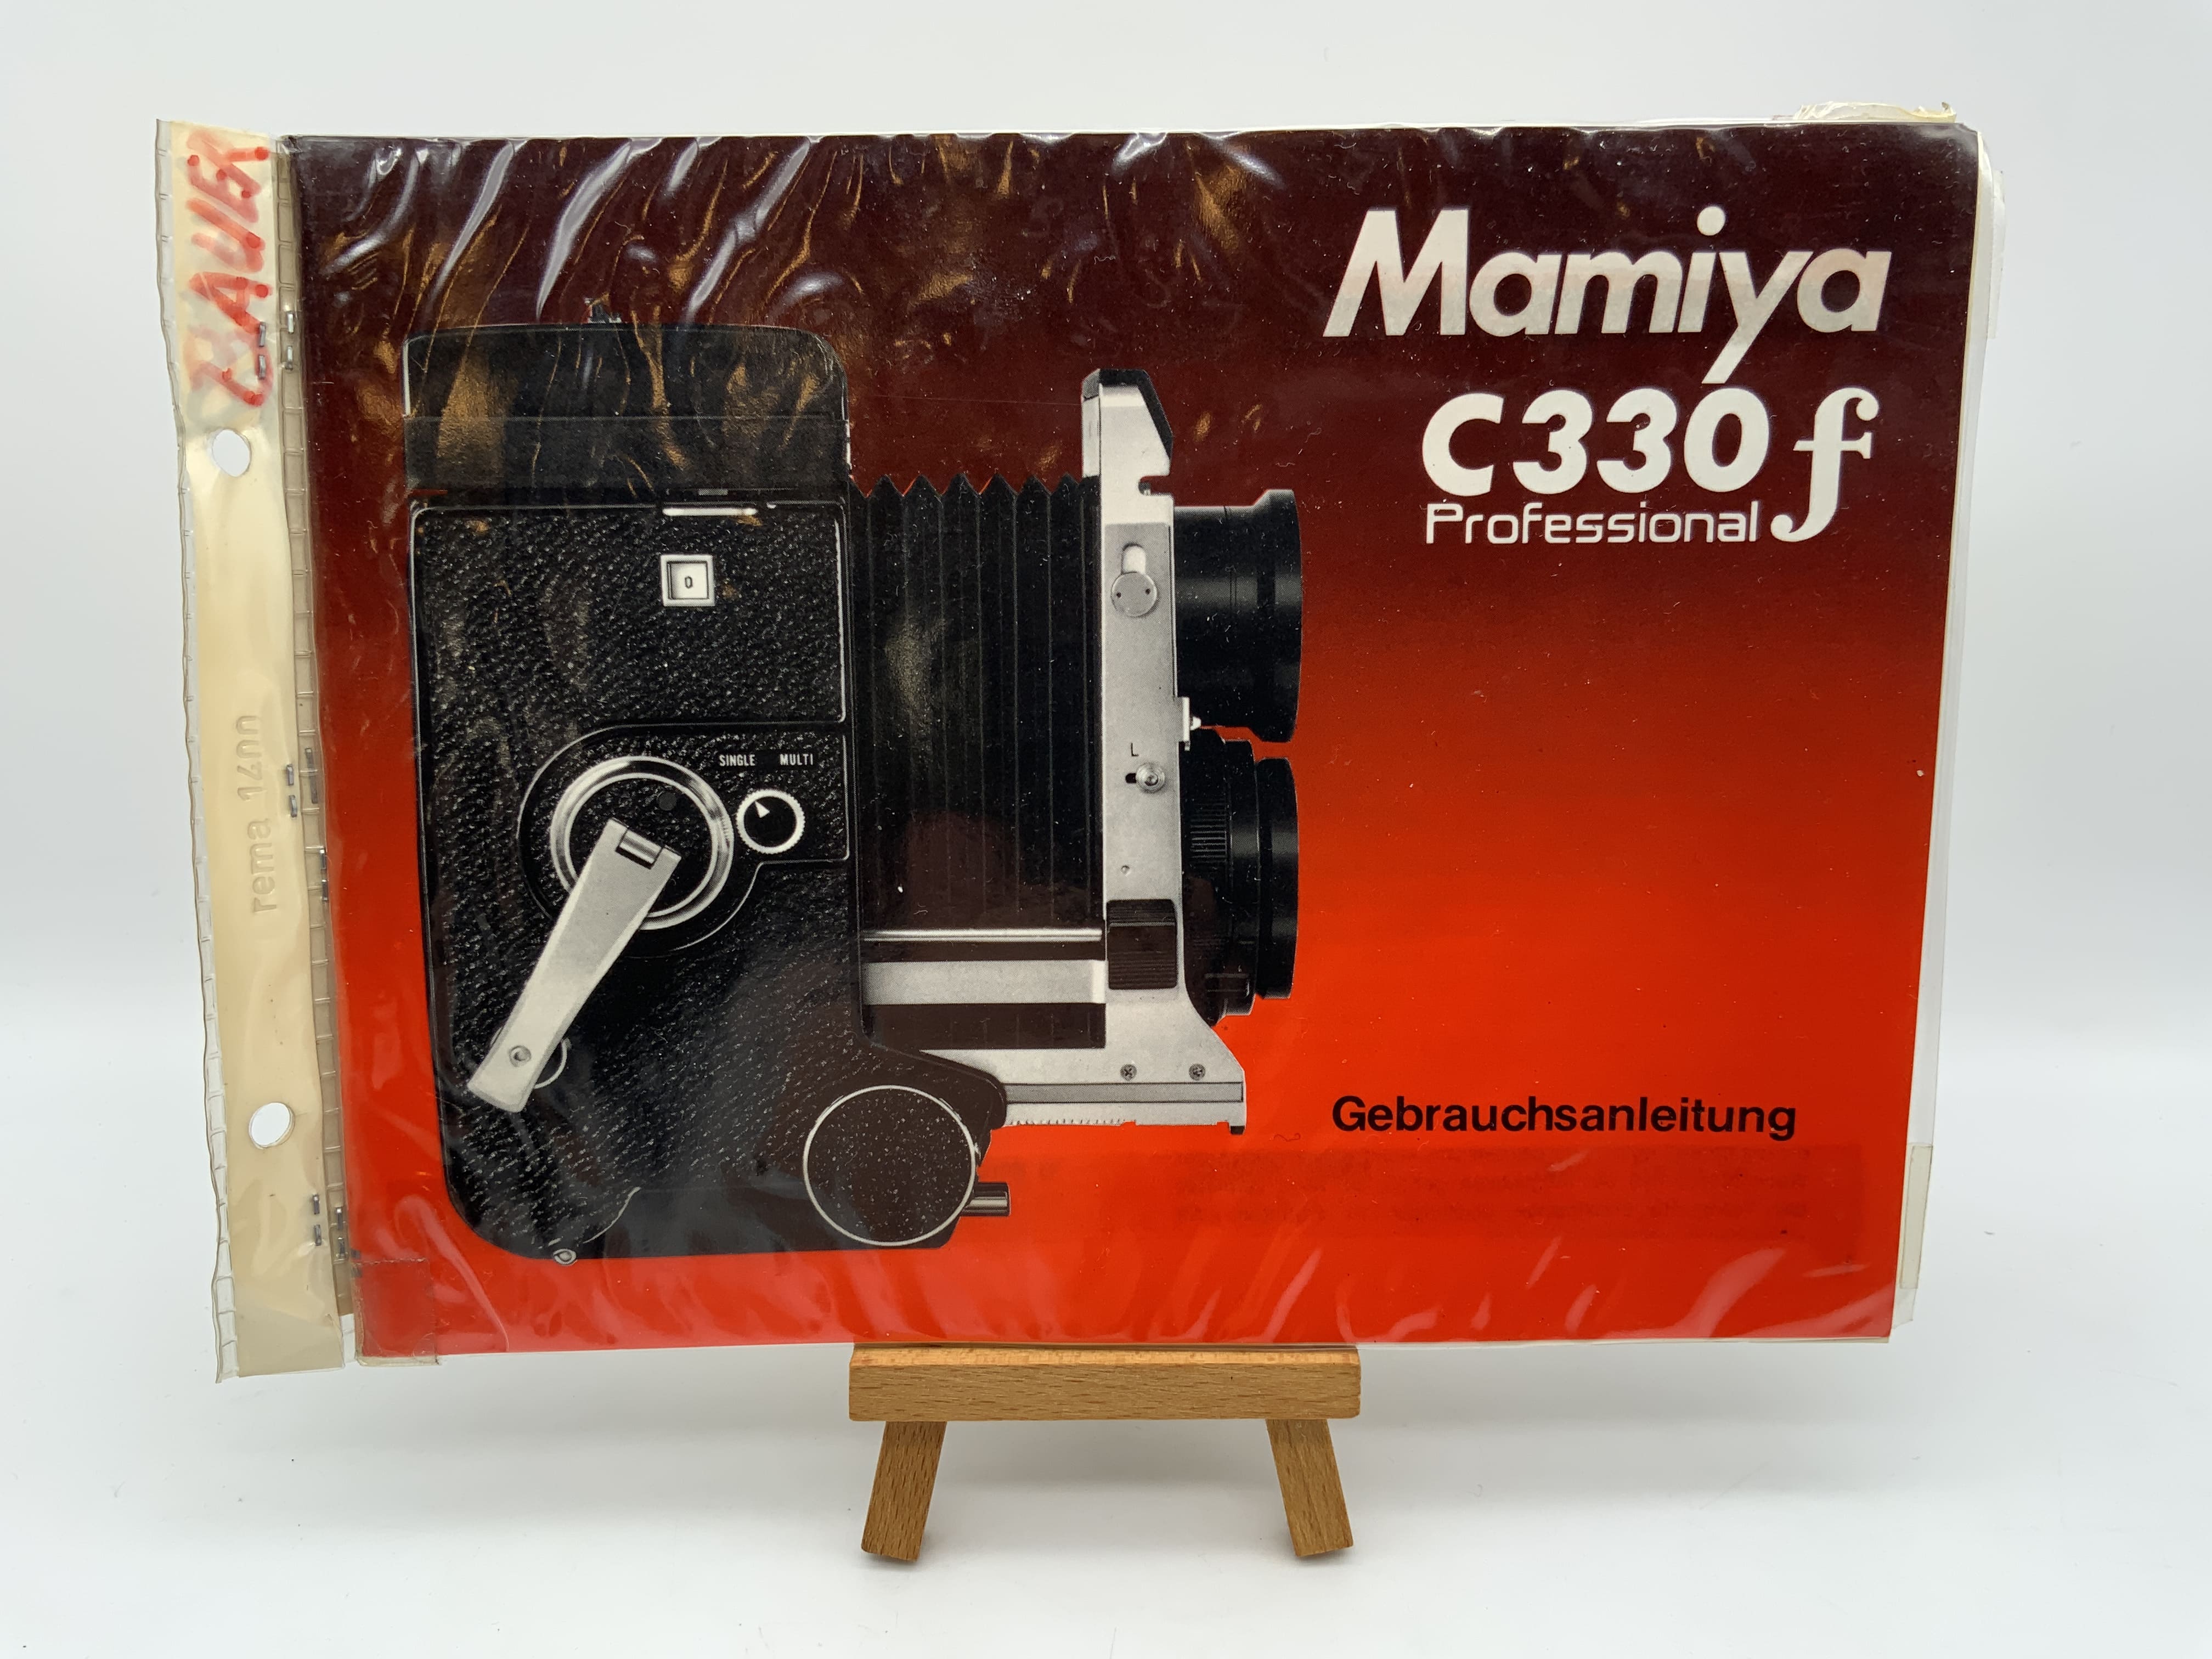 Mamiya
C330 f
Professional
0
SINGLE MULTI
L
Gebrauchsanleitung
rema 1400